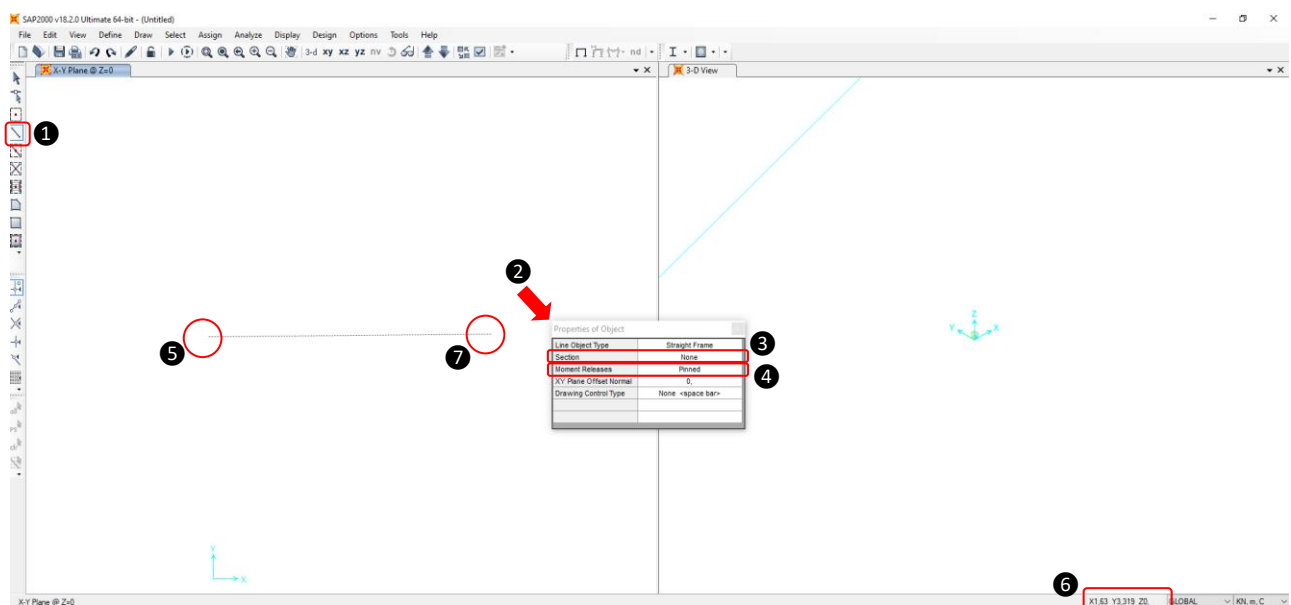 SAP2000 v18.2.0 Ultimate 64-bit - (Untitled)
File Edit View Define Draw Select Assign Analyze Display Design Options Tools Help
3-d xy xz yz nv
nd
X-Y Plane @ Z=0
3-D View
1
2
Properties of Object
Line Object Type Straight Frame
3
Section None
Moment Releases Pinned
4
XY Plane Offset Normal 0,
Drawing Control Type None <space bar>
5
7
Z
Y X
Y
X
6
X-Y Plane @ Z=0
X1,63 Y3,319 Z0,
GLOBAL
KN, m, C